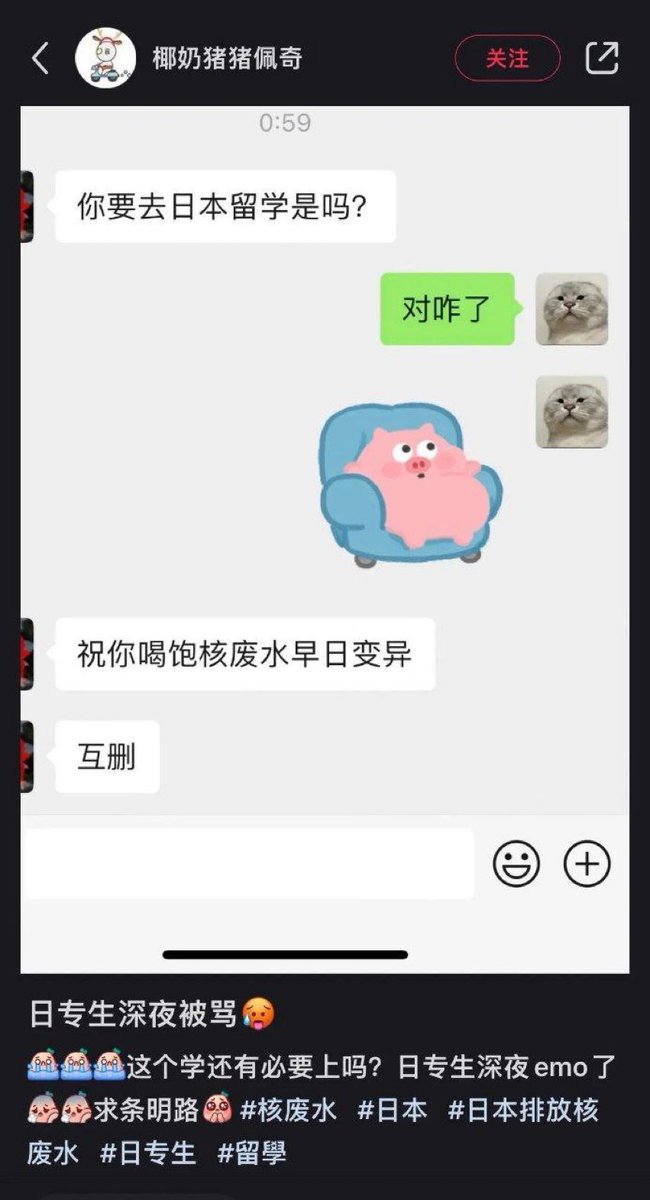 椰奶猪猪佩奇
关注
0:59
你要去日本留学是吗?
对咋了
祝你喝饱核废水早日变异
互删
日专生深夜被骂🥵
这个学还有必要上吗?日专生深夜emo了
求条明路 #核废水 #日本 #日本排放核
废水 #日专生 #留學